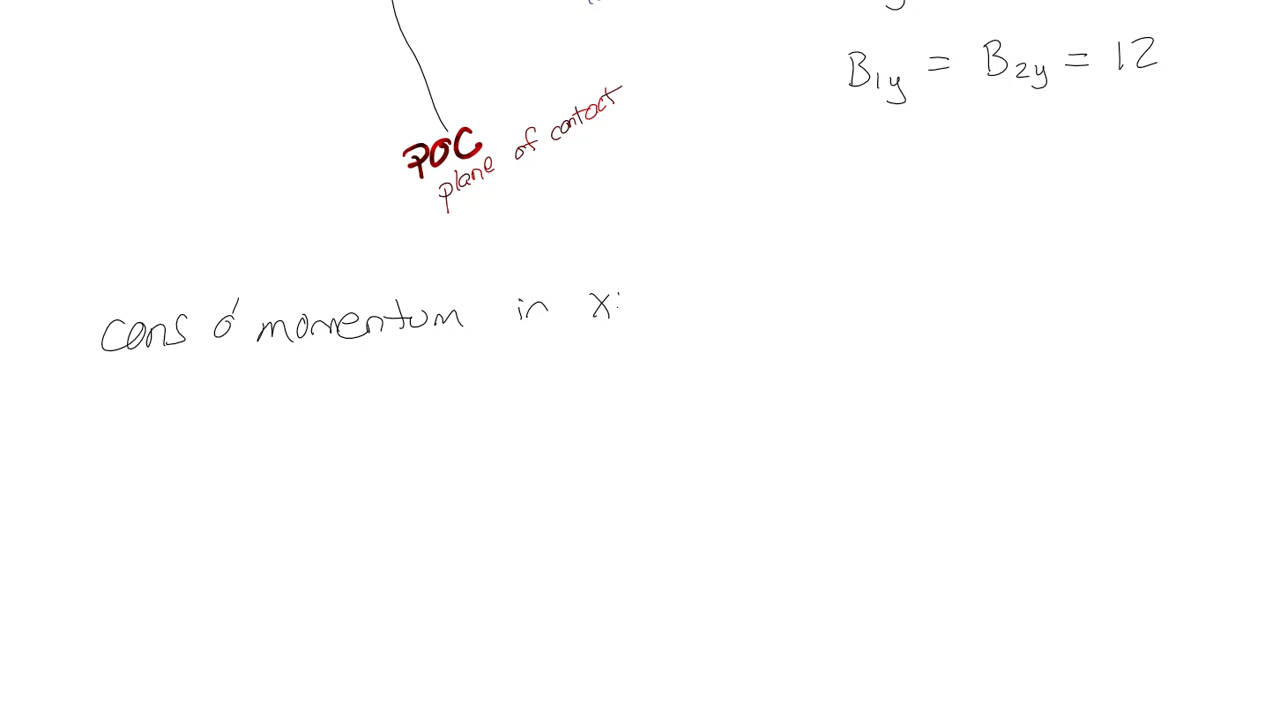 B1y = B2y = 12
POC
plane of contact
cons o' momentum in x: